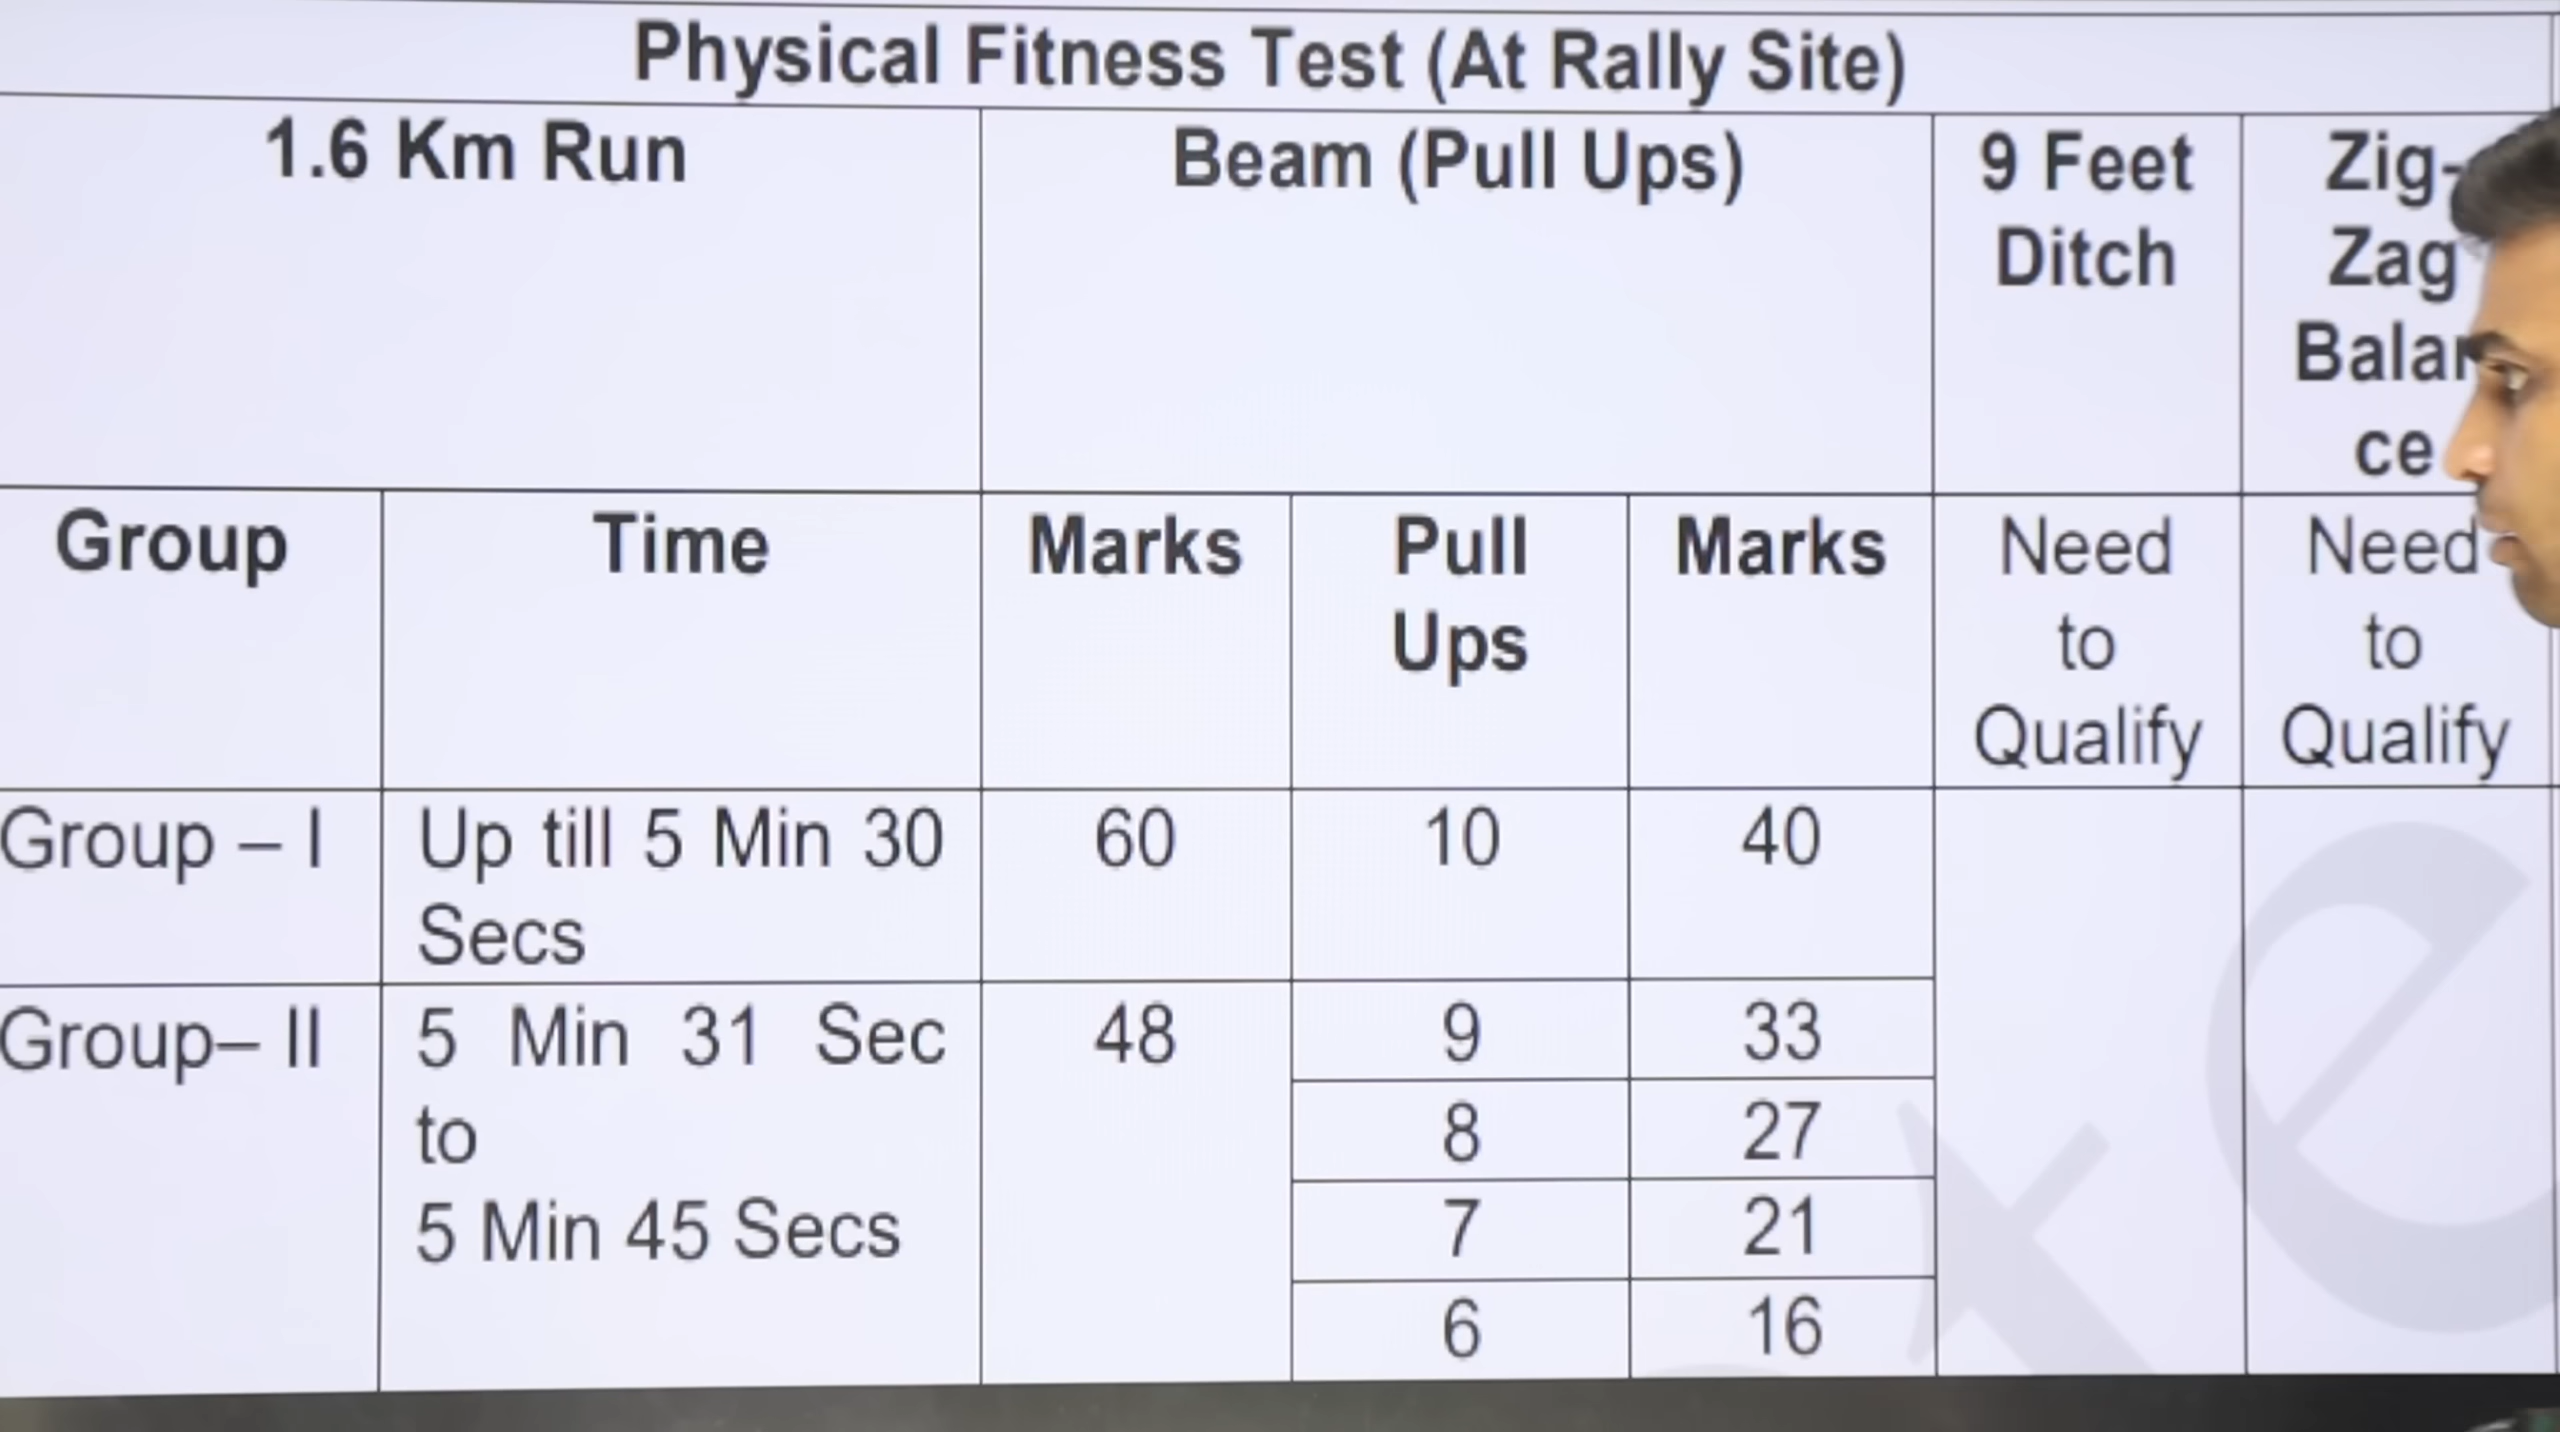 Physical Fitness Test (At Rally Site)
1.6 Km Run
Beam (Pull Ups)
9 Feet
Ditch
Zig-
Zag
Balan
ce
Group
Time
Marks
Pull
Ups
Marks
Need
to
Qualify
Need
to
Qualify
Group – I
Up till 5 Min 30
Secs
60
10
40
Group– II
5 Min 31 Sec
to
5 Min 45 Secs
48
9
33
8
27
7
21
6
16